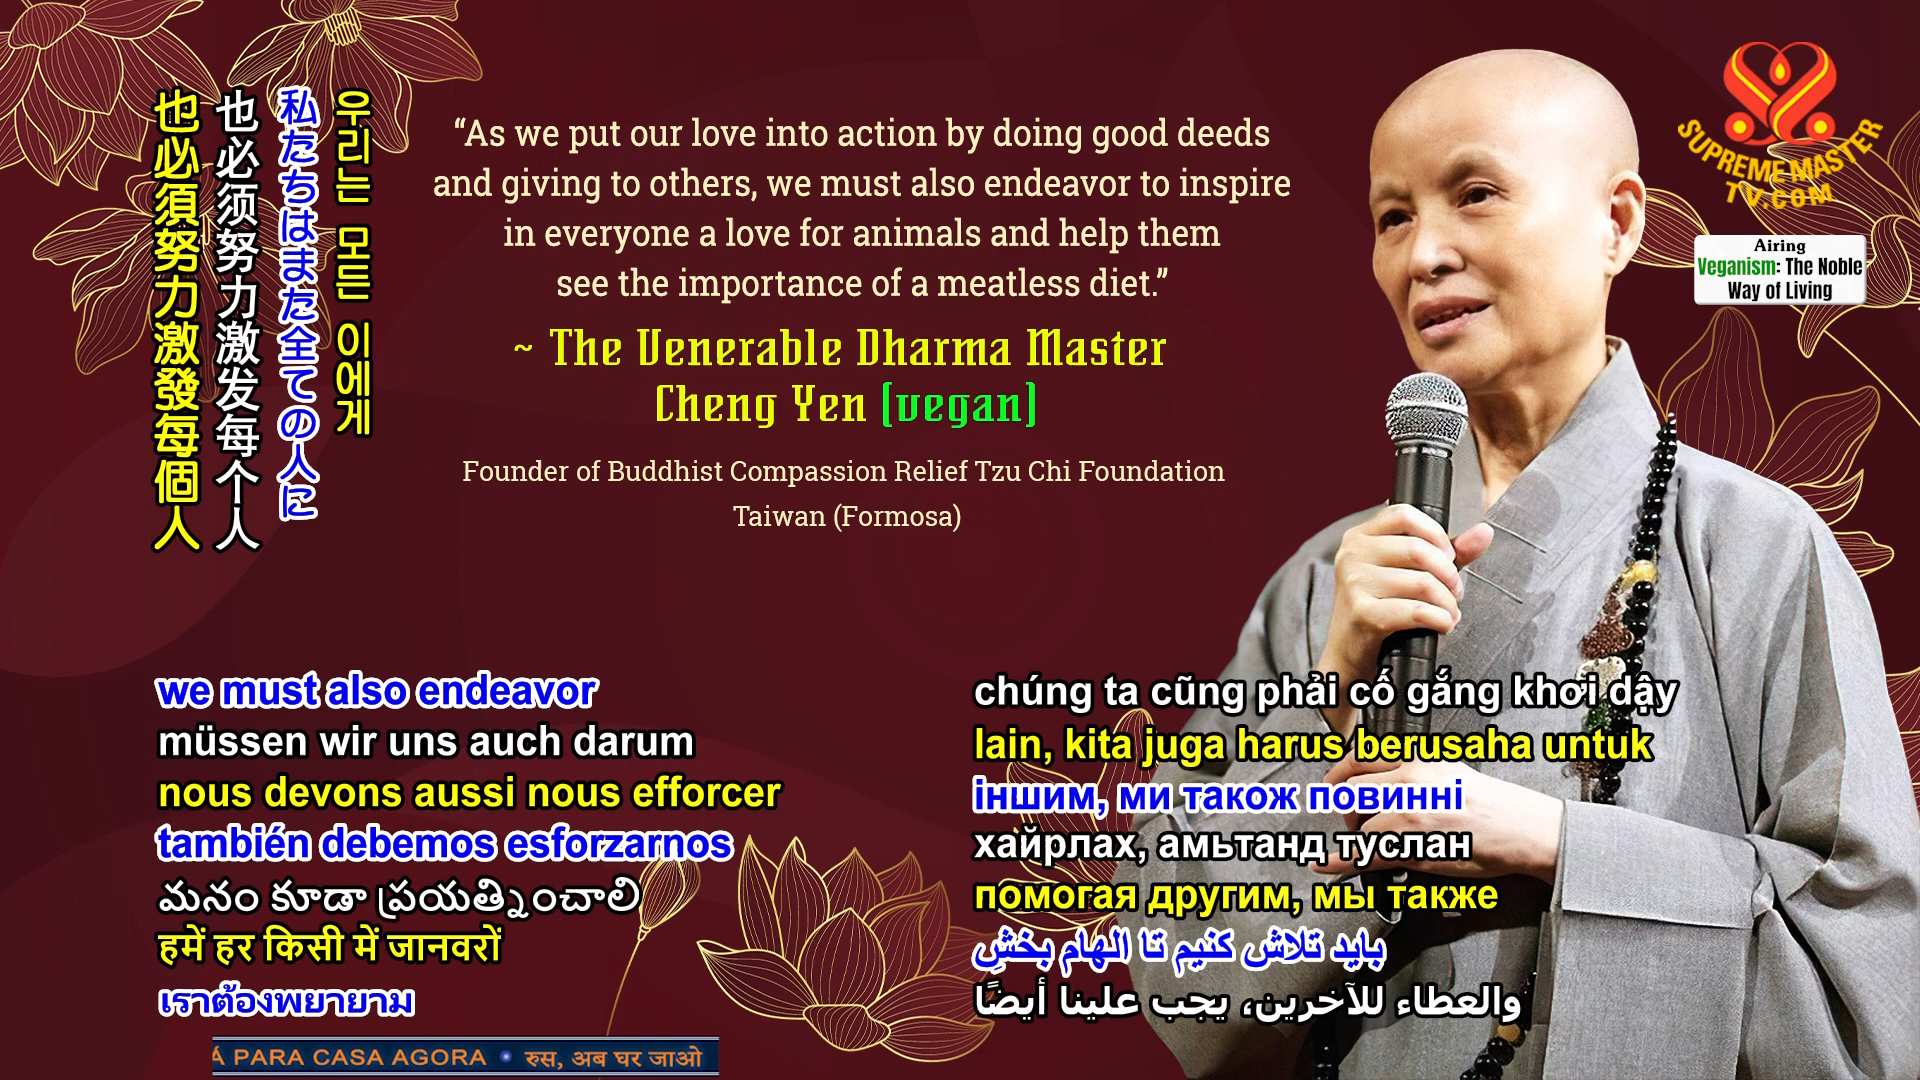 우리는 모든 이에게
私たちはまた全ての人に
也必须努力激发每个人
也必須努力激發每個人
“As we put our love into action by doing good deeds
and giving to others, we must also endeavor to inspire
in everyone a love for animals and help them
see the importance of a meatless diet.”
~ The Venerable Dharma Master
Cheng Yen (vegan)
Founder of Buddhist Compassion Relief Tzu Chi Foundation
Taiwan (Formosa)
SUPREME MASTER
TV.COM
Airing
Veganism: The Noble
Way of Living
we must also endeavor
müssen wir uns auch darum
nous devons aussi nous efforcer
también debemos esforzarnos
మనం కూడా ప్రయత్నించాలి
हमें हर किसी में जानवरों
เราต้องพยายาม
chúng ta cũng phải cố gắng khơi dậy
lain, kita juga harus berusaha untuk
іншим, ми також повинні
хайрлах, амьтанд туслан
помогая другим, мы также
باید تلاش کنیم تا الهام بخشِ
والعطاء للآخرين، يجب علينا أيضًا
Á PARA CASA AGORA • रुस, अब घर जाओ